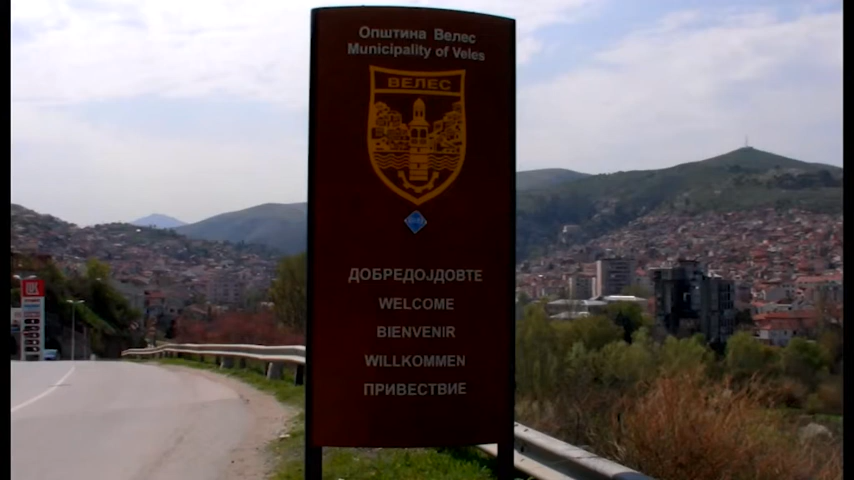 Општина Велес
Municipality of Veles
ВЕЛЕС
ДОБРЕДОЈДОВТЕ
WELCOME
BIENVENIR
WILLKOMMEN
ПРИВЕСТВИЕ